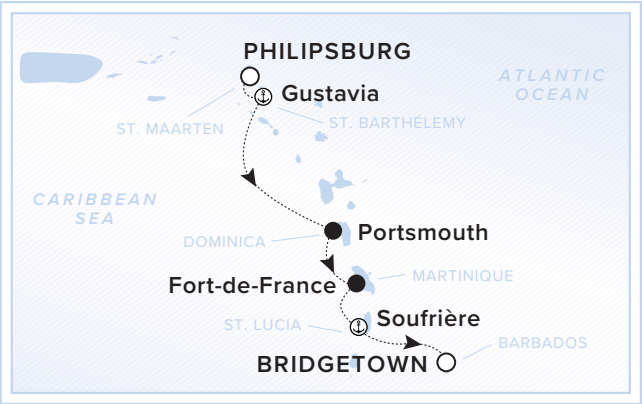 PHILIPSBURG
ATLANTIC
OCEAN
Gustavia
ST. MAARTEN
ST. BARTHÉLEMY
CARIBBEAN
SEA
Portsmouth
DOMINICA
MARTINIQUE
Fort-de-France
Soufrière
ST. LUCIA
BARBADOS
BRIDGETOWN